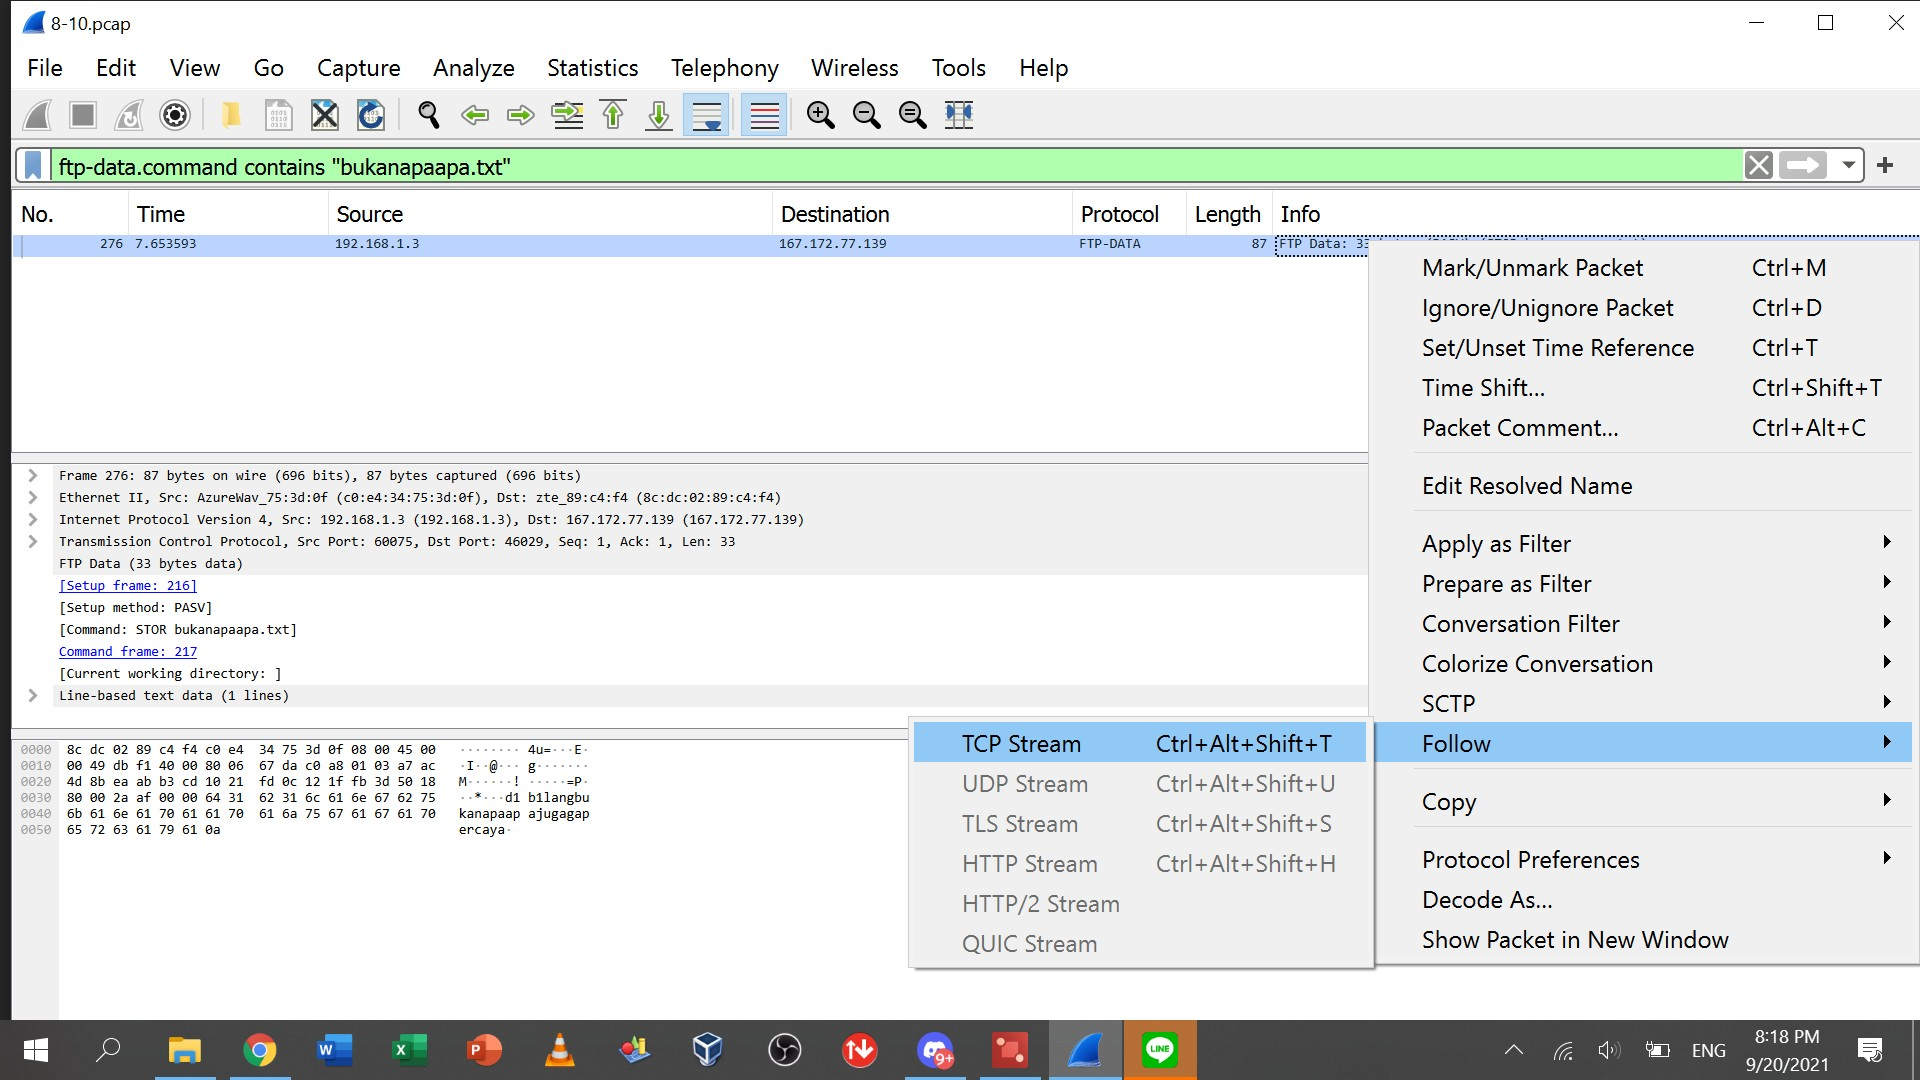 8-10.pcap
File Edit View Go Capture Analyze Statistics Telephony Wireless Tools Help
ftp-data.command contains "bukanapaapa.txt"
No. Time Source Destination Protocol Length Info
276 7.653593 192.168.1.3 167.172.77.139 FTP-DATA 87 FTP Data: 33
Mark/Unmark Packet Ctrl+M
Ignore/Unignore Packet Ctrl+D
Set/Unset Time Reference Ctrl+T
Time Shift... Ctrl+Shift+T
Packet Comment... Ctrl+Alt+C
Edit Resolved Name
Apply as Filter
Prepare as Filter
Conversation Filter
Colorize Conversation
SCTP
Follow
Copy
Protocol Preferences
Decode As...
Show Packet in New Window
Frame 276: 87 bytes on wire (696 bits), 87 bytes captured (696 bits)
Ethernet II, Src: AzureWav_75:3d:0f (c0:e4:34:75:3d:0f), Dst: zte_89:c4:f4 (8c:dc:02:89:c4:f4)
Internet Protocol Version 4, Src: 192.168.1.3 (192.168.1.3), Dst: 167.172.77.139 (167.172.77.139)
Transmission Control Protocol, Src Port: 60075, Dst Port: 46029, Seq: 1, Ack: 1, Len: 33
FTP Data (33 bytes data)
[Setup frame: 216]
[Setup method: PASV]
[Command: STOR bukanapaapa.txt]
Command frame: 217
[Current working directory: ]
Line-based text data (1 lines)
TCP Stream Ctrl+Alt+Shift+T
UDP Stream Ctrl+Alt+Shift+U
TLS Stream Ctrl+Alt+Shift+S
HTTP Stream Ctrl+Alt+Shift+H
HTTP/2 Stream
QUIC Stream
0000 8c dc 02 89 c4 f4 c0 e4 34 75 3d 0f 08 00 45 00 ········ 4u=···E·
0010 00 49 db f1 40 00 80 06 67 da c0 a8 01 03 a7 ac ·I··@··· g·······
0020 4d 8b ea ab b3 cd 10 21 fd 0c 12 1f fb 3d 50 18 M······! ·····=P·
0030 80 00 2a af 00 00 64 31 62 31 6c 61 6e 67 62 75 ··*···d1 b1langbu
0040 6b 61 6e 61 70 61 61 70 61 6a 75 67 61 67 61 70 kanapaap ajugagap
0050 65 72 63 61 79 61 0a ercaya·
9+
LINE
ENG
8:18 PM
9/20/2021